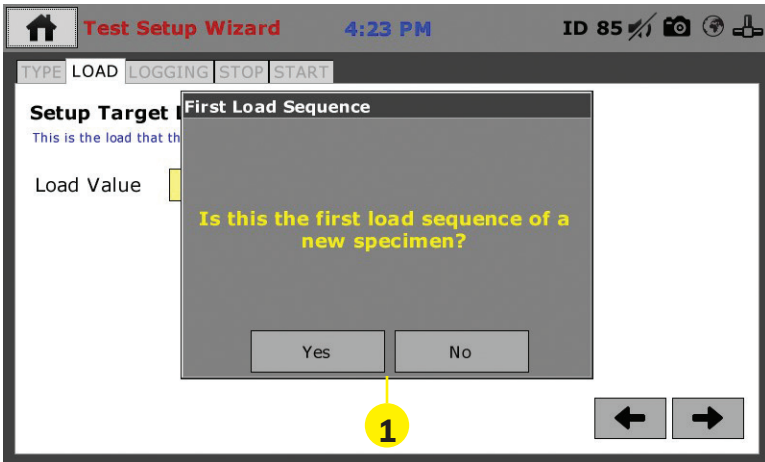 Test Setup Wizard 4:23 PM ID 85
TYPE LOAD LOGGING STOP START
Setup Target
This is the load that th
First Load Sequence
Load Value
Is this the first load sequence of a
new specimen?
Yes No
1